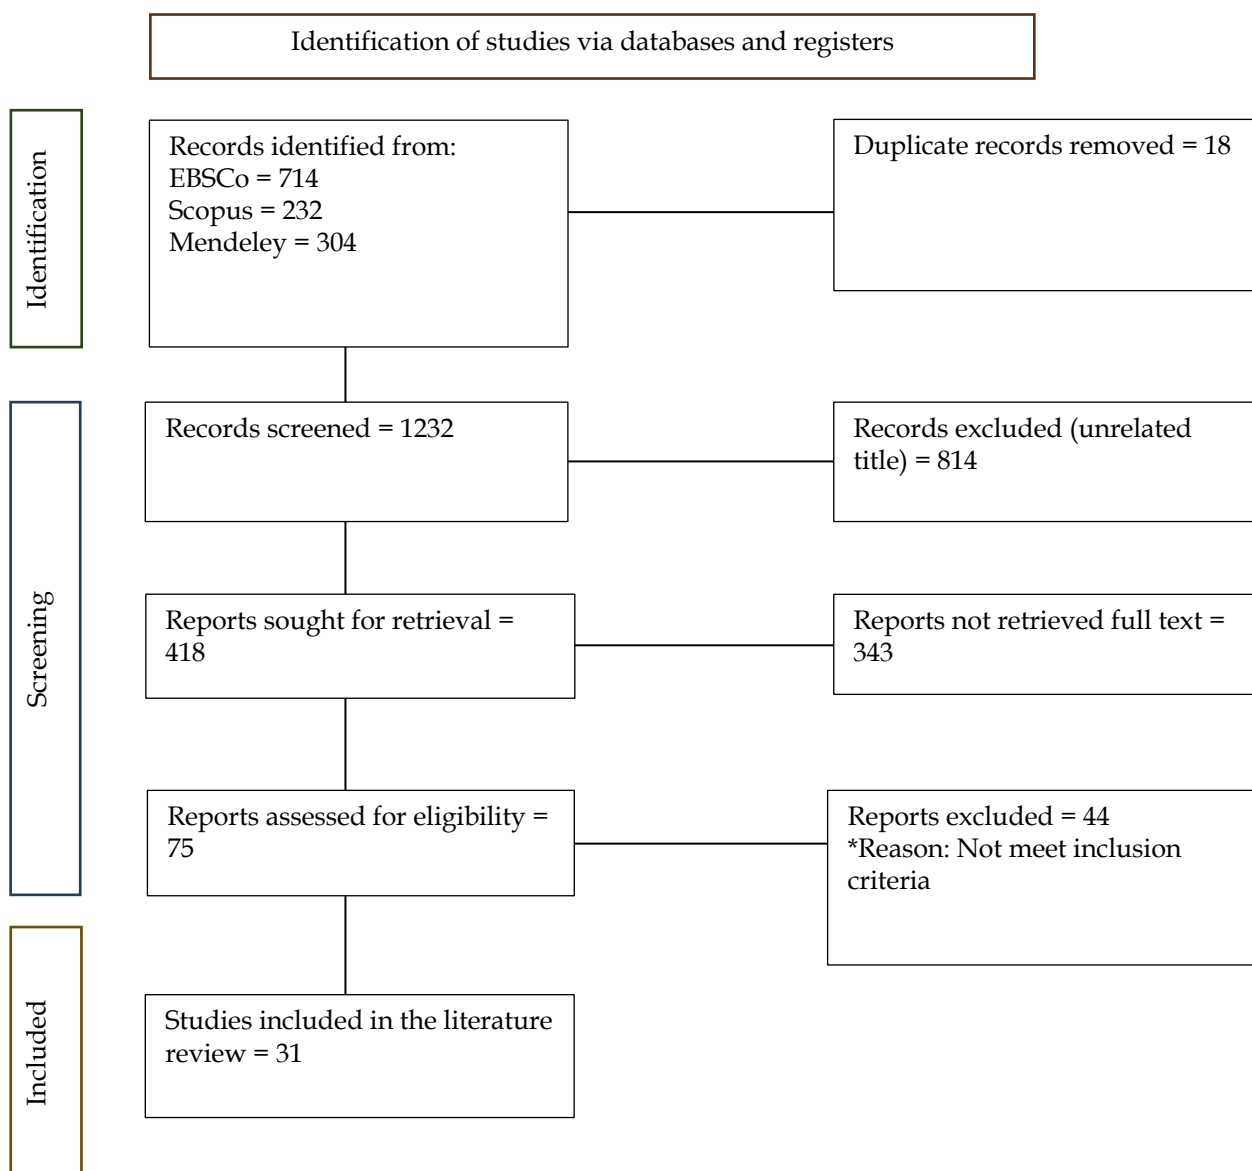 Identification of studies via databases and registers
Identification
Records identified from:
EBSCo = 714
Scopus = 232
Mendeley = 304
Duplicate records removed = 18
Screening
Records screened = 1232
Records excluded (unrelated
title) = 814
Reports sought for retrieval =
418
Reports not retrieved full text =
343
Reports assessed for eligibility =
75
Reports excluded = 44
*Reason: Not meet inclusion
criteria
Included
Studies included in the literature
review = 31